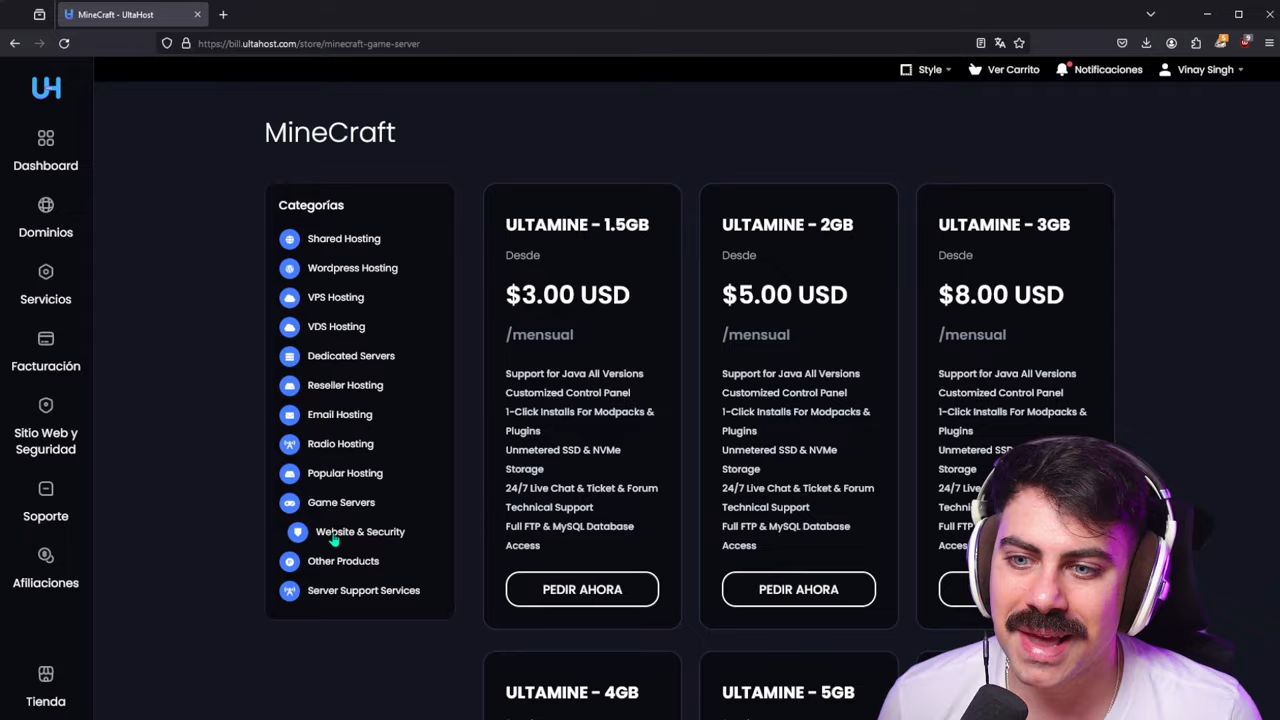 MineCraft - UltaHost
https://bill.ultahost.com/store/minecraft-game-server
5
9
UH
Style
Ver Carrito
Notificaciones
Vinay Singh
Dashboard
Dominios
Servicios
Facturación
Sitio Web y
Seguridad
Soporte
Afiliaciones
Tienda
MineCraft
Categorías
Shared Hosting
Wordpress Hosting
VPS Hosting
VDS Hosting
Dedicated Servers
Reseller Hosting
Email Hosting
Radio Hosting
Popular Hosting
Game Servers
Website & Security
Other Products
Server Support Services
ULTAMINE - 1.5GB
Desde
$3.00 USD
/mensual
Support for Java All Versions
Customized Control Panel
1-Click Installs For Modpacks &
Plugins
Unmetered SSD & NVMe
Storage
24/7 Live Chat & Ticket & Forum
Technical Support
Full FTP & MySQL Database
Access
PEDIR AHORA
ULTAMINE - 2GB
Desde
$5.00 USD
/mensual
Support for Java All Versions
Customized Control Panel
1-Click Installs For Modpacks &
Plugins
Unmetered SSD & NVMe
Storage
24/7 Live Chat & Ticket & Forum
Technical Support
Full FTP & MySQL Database
Access
PEDIR AHORA
ULTAMINE - 3GB
Desde
$8.00 USD
/mensual
Support for Java All Versions
Customized Control Panel
1-Click Installs For Modpacks &
Plugins
Unmetered
Storage
24/7
Technical
Full FTP
Access
ULTAMINE - 4GB
ULTAMINE - 5GB